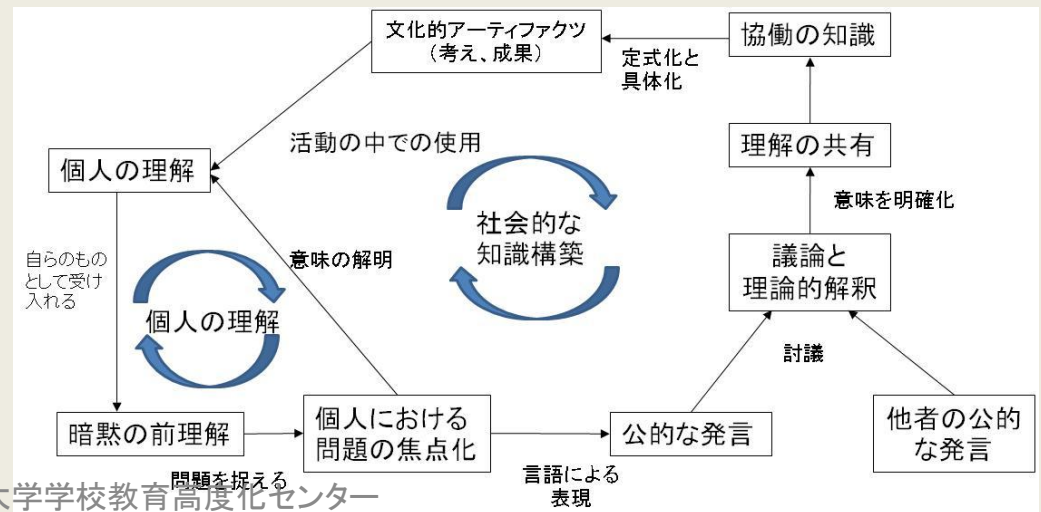 文化的アーティファクツ
（考え、成果）
定式化と
具体化
協働の知識
活動の中での使用
理解の共有
個人の理解
意味を明確化
社会的な
知識構築
自らのもの
として受け
入れる
意味の解明
議論と
理論的解釈
個人の理解
討議
暗黙の前理解
問題を捉える
個人における
問題の焦点化
言語による
表現
公的な発言
他者の公的
な発言
大学学校教育高度化センター